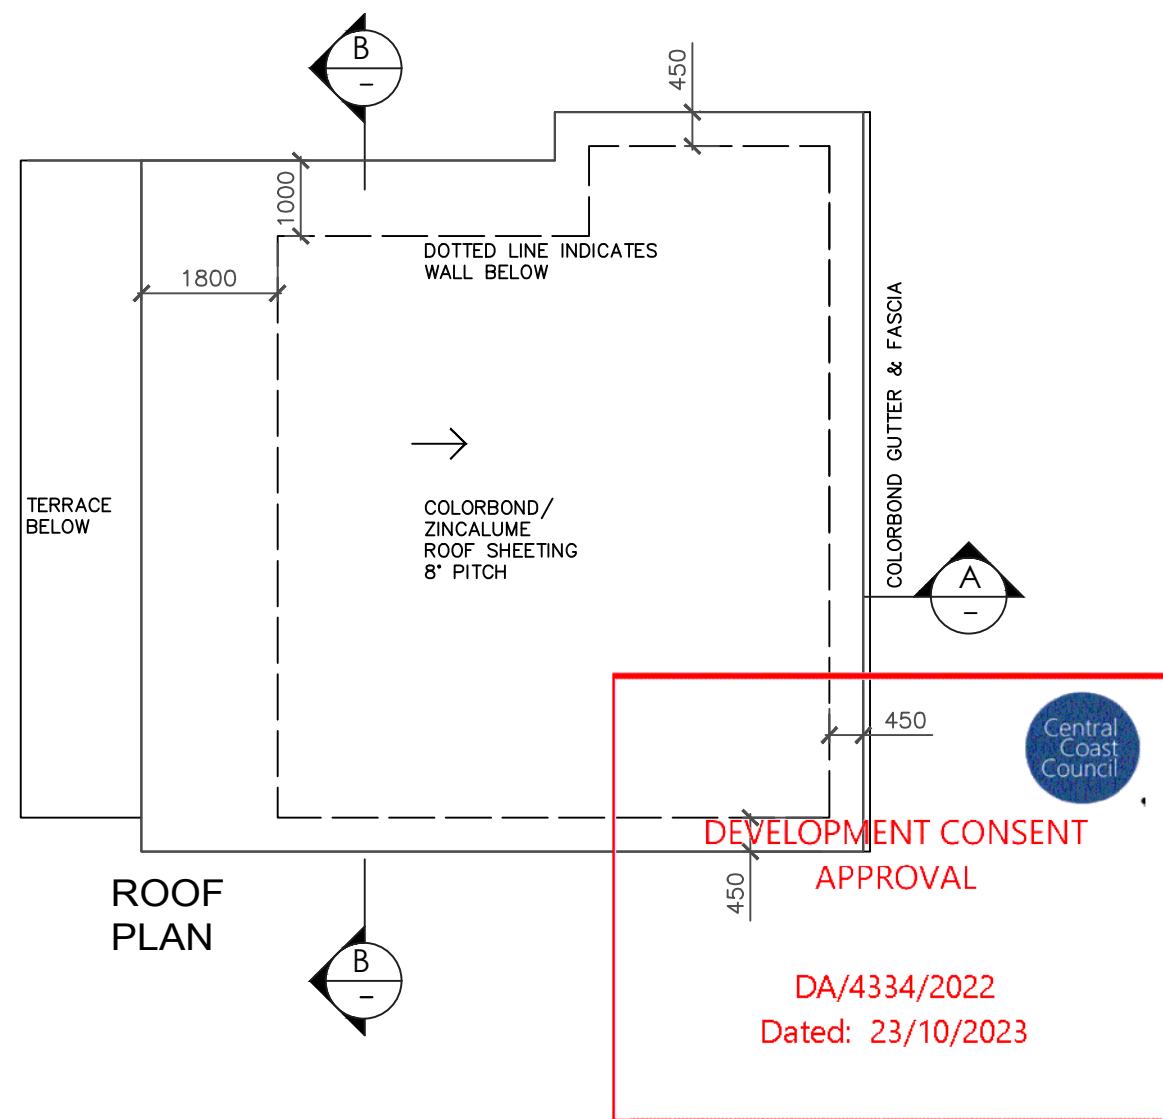 B
–
450
1000
DOTTED LINE INDICATES
WALL BELOW
1800
COLORBOND GUTTER & FASCIA
TERRACE
BELOW
COLORBOND/
ZINCALUME
ROOF SHEETING
8° PITCH
A
–
450
Central
Coast
Council
DEVELOPMENT CONSENT
APPROVAL
450
ROOF
PLAN
B
–
DA/4334/2022
Dated: 23/10/2023